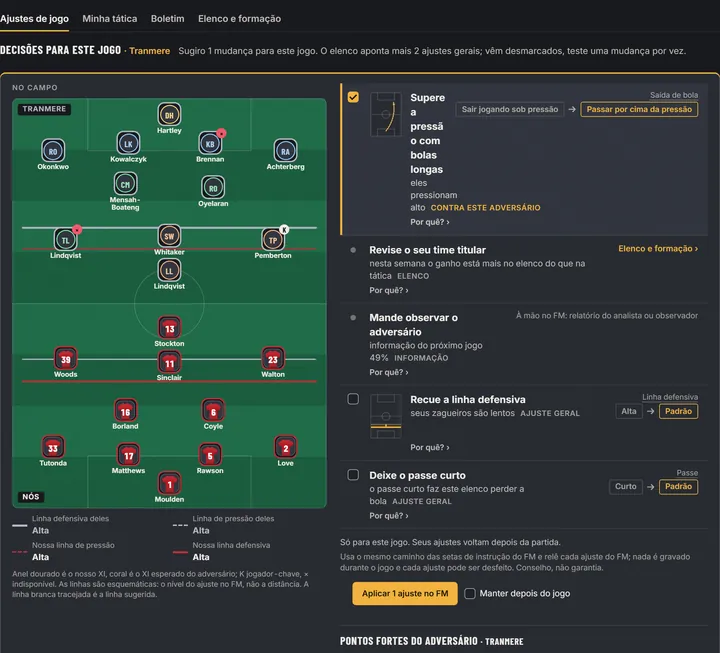 Ajustes de jogo Minha tática Boletim Elenco e formação
DECISÕES PARA ESTE JOGO · Tranmere Sugiro 1 mudança para este jogo. O elenco aponta mais 2 ajustes gerais; vêm desmarcados, teste uma mudança por vez.
NO CAMPO
TRANMERE
DH
Hartley
RO
Okonkwo
LK
Kowalczyk
KB
Brennan
RA
Achterberg
CM
Mensah-
Boateng
RO
Oyelaran
TL
Lindqvist
SW
Whitaker
TP
K
Pemberton
LL
Lindqvist
13
Stockton
39
Woods
11
Sinclair
23
Walton
16
Borland
6
Coyle
33
Tutonda
17
Matthews
5
Rawson
2
Love
1
Moulden
NÓS
Linha defensiva deles
Alta
Linha de pressão deles
Alta
Nossa linha de pressão
Alta
Nossa linha defensiva
Alta
Anel dourado é o nosso XI, coral é o XI esperado do adversário; K jogador-chave, ×
indisponível. As linhas são esquemáticas: o nível do ajuste no FM, não a distância. A
linha branca tracejada é a linha sugerida.
Supere
a
pressã
o com
bolas
longas
eles
pressionam
alto CONTRA ESTE ADVERSÁRIO
Por quê? ›
Saída de bola
Sair jogando sob pressão → Passar por cima da pressão
Revise o seu time titular
nesta semana o ganho está mais no elenco do que na
tática ELENCO
Por quê? ›
Elenco e formação ›
Mande observar o
adversário
informação do próximo jogo
49% INFORMAÇÃO
Por quê? ›
À mão no FM: relatório do analista ou observador
Recue a linha defensiva
seus zagueiros são lentos AJUSTE GERAL
Por quê? ›
Linha defensiva
Alta → Padrão
Deixe o passe curto
o passe curto faz este elenco perder a
bola AJUSTE GERAL
Por quê? ›
Passe
Curto → Padrão
Só para este jogo. Seus ajustes voltam depois da partida.
Usa o mesmo caminho das setas de instrução do FM e relê cada ajuste do FM; nada é gravado
durante o jogo e cada ajuste pode ser desfeito. Conselho, não garantia.
Aplicar 1 ajuste no FM Manter depois do jogo
PONTOS FORTES DO ADVERSÁRIO · TRANMERE